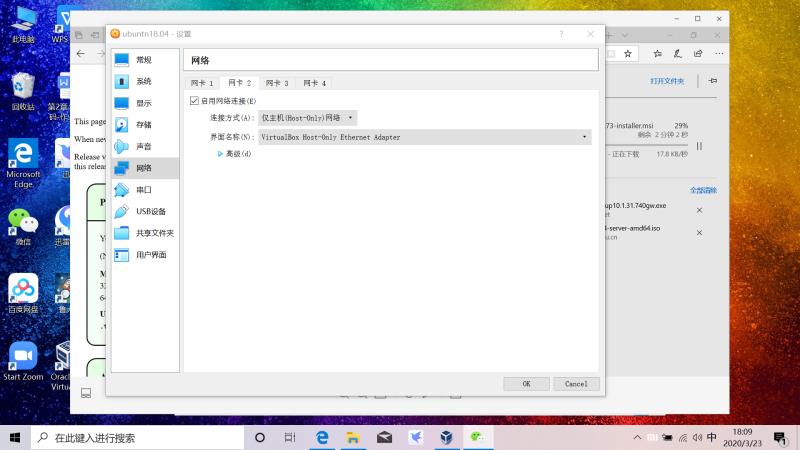 ubuntn18.04 - 设置
网络
常规
系统
显示
存储
声音
网络
串口
USB设备
共享文件夹
用户界面
网卡 1
网卡 2
网卡 3
网卡 4
启用网络连接(E)
连接方式(A):
仅主机(Host-Only)网络
界面名称(N):
VirtualBox Host-Only Ethernet Adapter
高级(d)
OK
Cancel
此电脑
WPS
回收站
第2章
Microsoft
Edge
微信
迅雷
百度网盘
Start Zoom
Orac
Virtu
This page
When new
Release v
this relea
打开文件夹
73-installer.msi
29%
剩余 2 分钟 2 秒
- 正在下载
17.8 KB/秒
全部清除
up10.1.31.740gw.exe
et
-server-amd64.iso
u.cn
在此键入进行搜索
中
18:09
2020/3/23